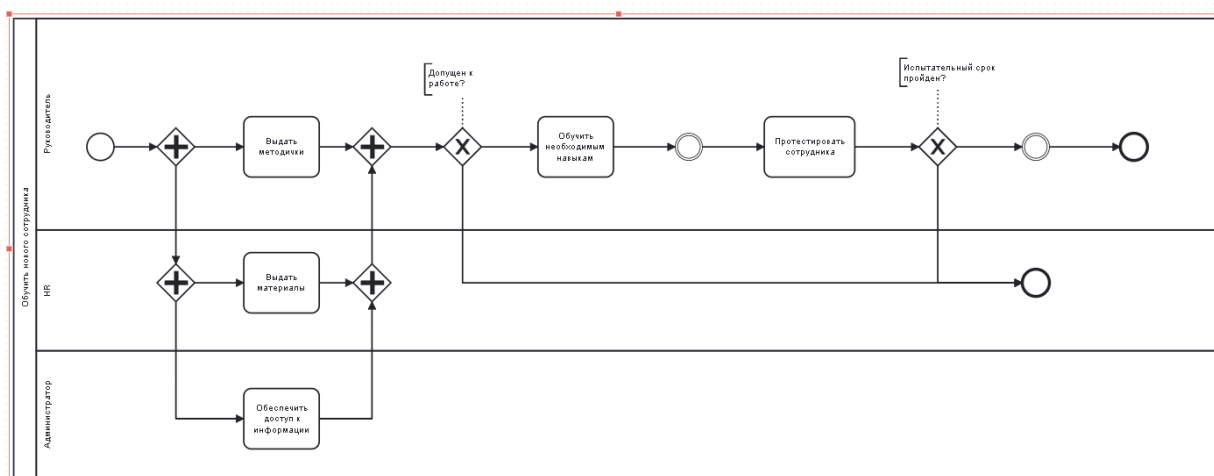 Обучить нового сотрудника
Руководитель
Выдать
методички
Допущен к
работе?
Обучить
необходимым
навыкам
Протестировать
сотрудника
Испытательный срок
пройден?
HR
Выдать
материалы
Администратор
Обеспечить
доступ к
информации